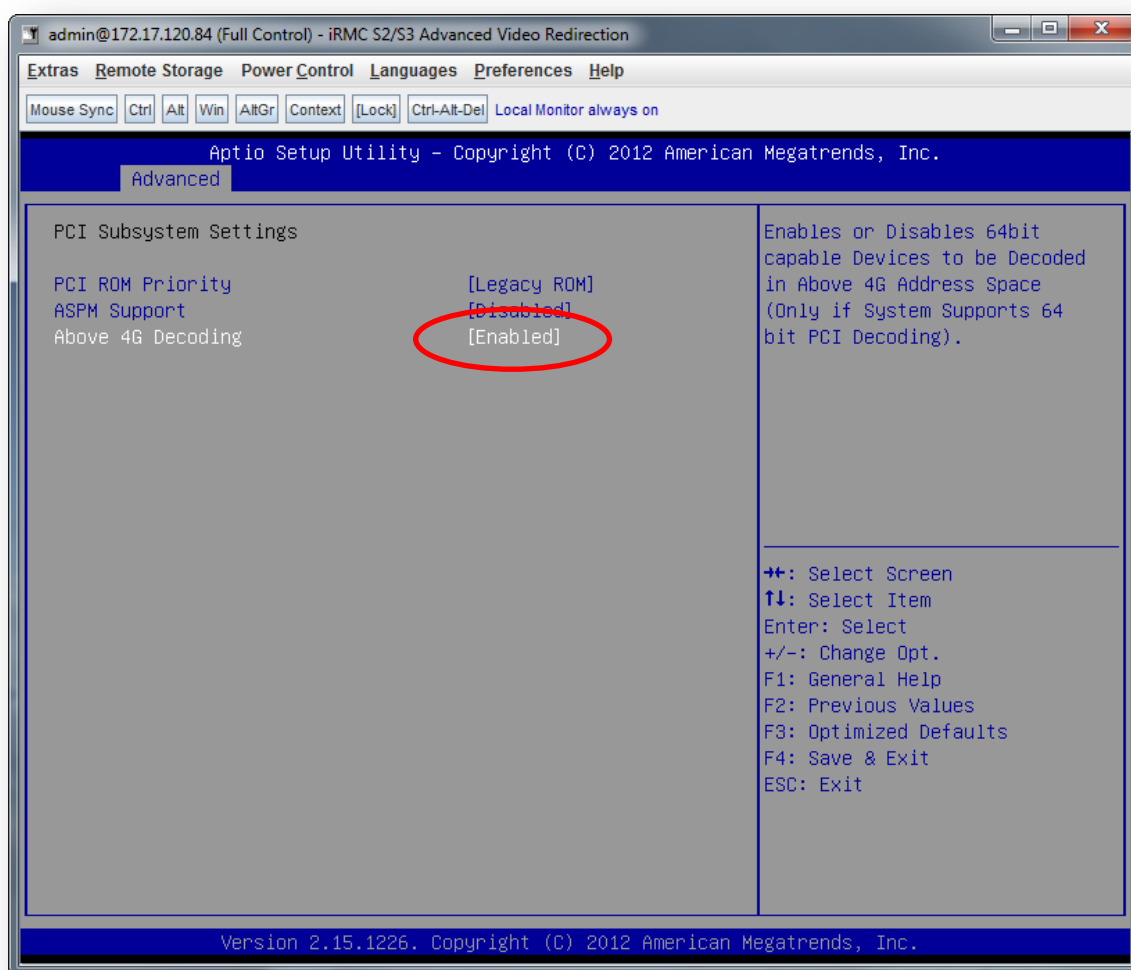 admin@172.17.120.84 (Full Control) - iRMC S2/S3 Advanced Video Redirection
Extras Remote Storage Power Control Languages Preferences Help
Mouse Sync Ctrl Alt Win AltGr Context [Lock] Ctrl-Alt-Del Local Monitor always on
Aptio Setup Utility – Copyright (C) 2012 American Megatrends, Inc.
Advanced
PCI Subsystem Settings
PCI ROM Priority [Legacy ROM]
ASPM Support [Disabled]
Above 4G Decoding [Enabled]
Enables or Disables 64bit
capable Devices to be Decoded
in Above 4G Address Space
(Only if System Supports 64
bit PCI Decoding).
→←: Select Screen
↑↓: Select Item
Enter: Select
+/-: Change Opt.
F1: General Help
F2: Previous Values
F3: Optimized Defaults
F4: Save & Exit
ESC: Exit
Version 2.15.1226. Copyright (C) 2012 American Megatrends, Inc.